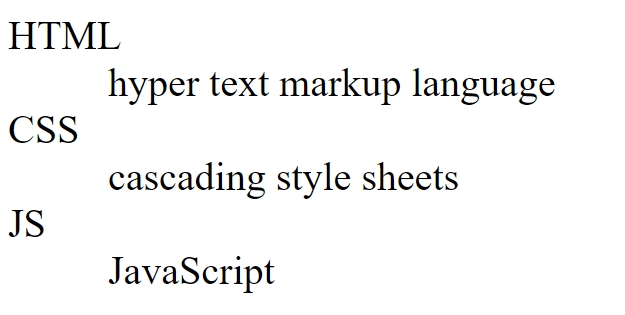 HTML
hyper text markup language
CSS
cascading style sheets
JS
JavaScript